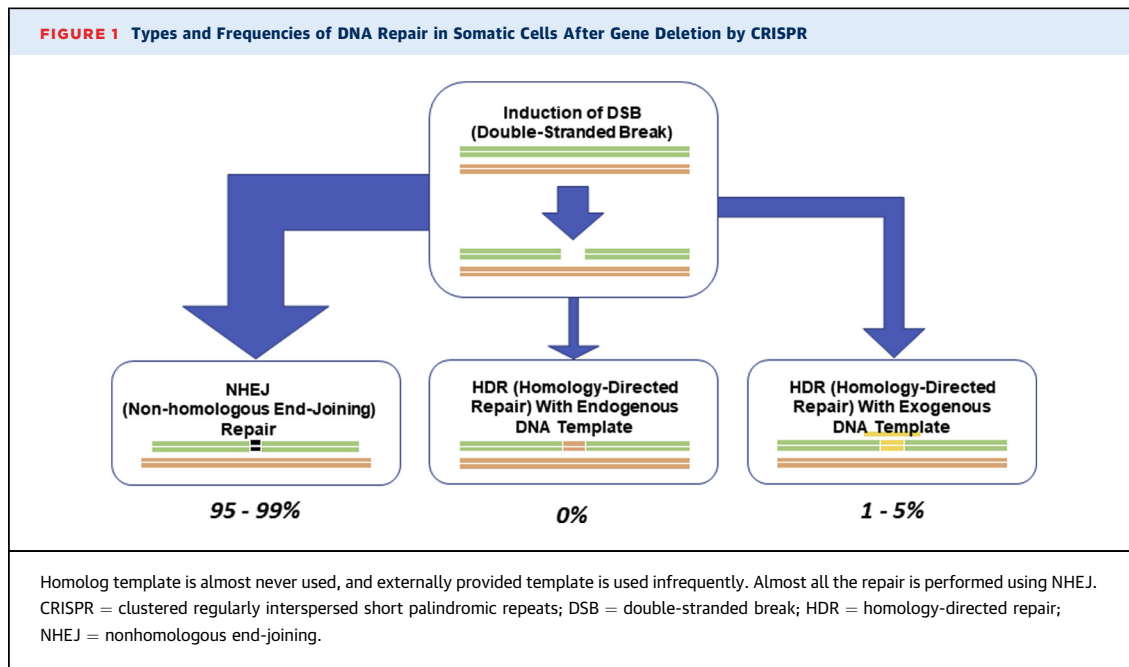 FIGURE 1 Types and Frequencies of DNA Repair in Somatic Cells After Gene Deletion by CRISPR
Induction of DSB
(Double-Stranded Break)
NHEJ
(Non-homologous End-Joining)
Repair
HDR (Homology-Directed
Repair) With Endogenous
DNA Template
HDR (Homology-Directed
Repair) With Exogenous
DNA Template
95 - 99%
0%
1 - 5%
Homolog template is almost never used, and externally provided template is used infrequently. Almost all the repair is performed using NHEJ.
CRISPR = clustered regularly interspersed short palindromic repeats; DSB = double-stranded break; HDR = homology-directed repair;
NHEJ = nonhomologous end-joining.